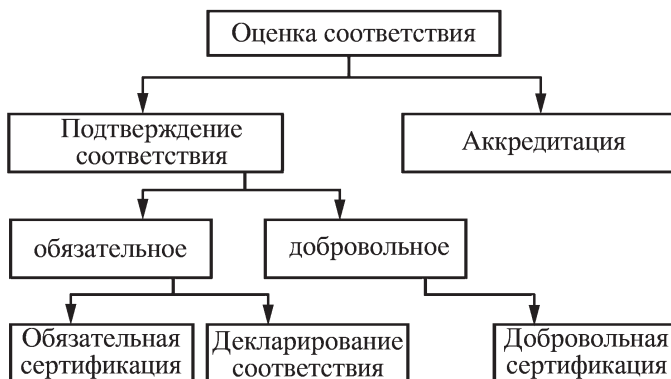 Оценка соответствия
Подтверждение
соответствия
Аккредитация
обязательное
добровольное
Обязательная
сертификация
Декларирование
соответствия
Добровольная
сертификация